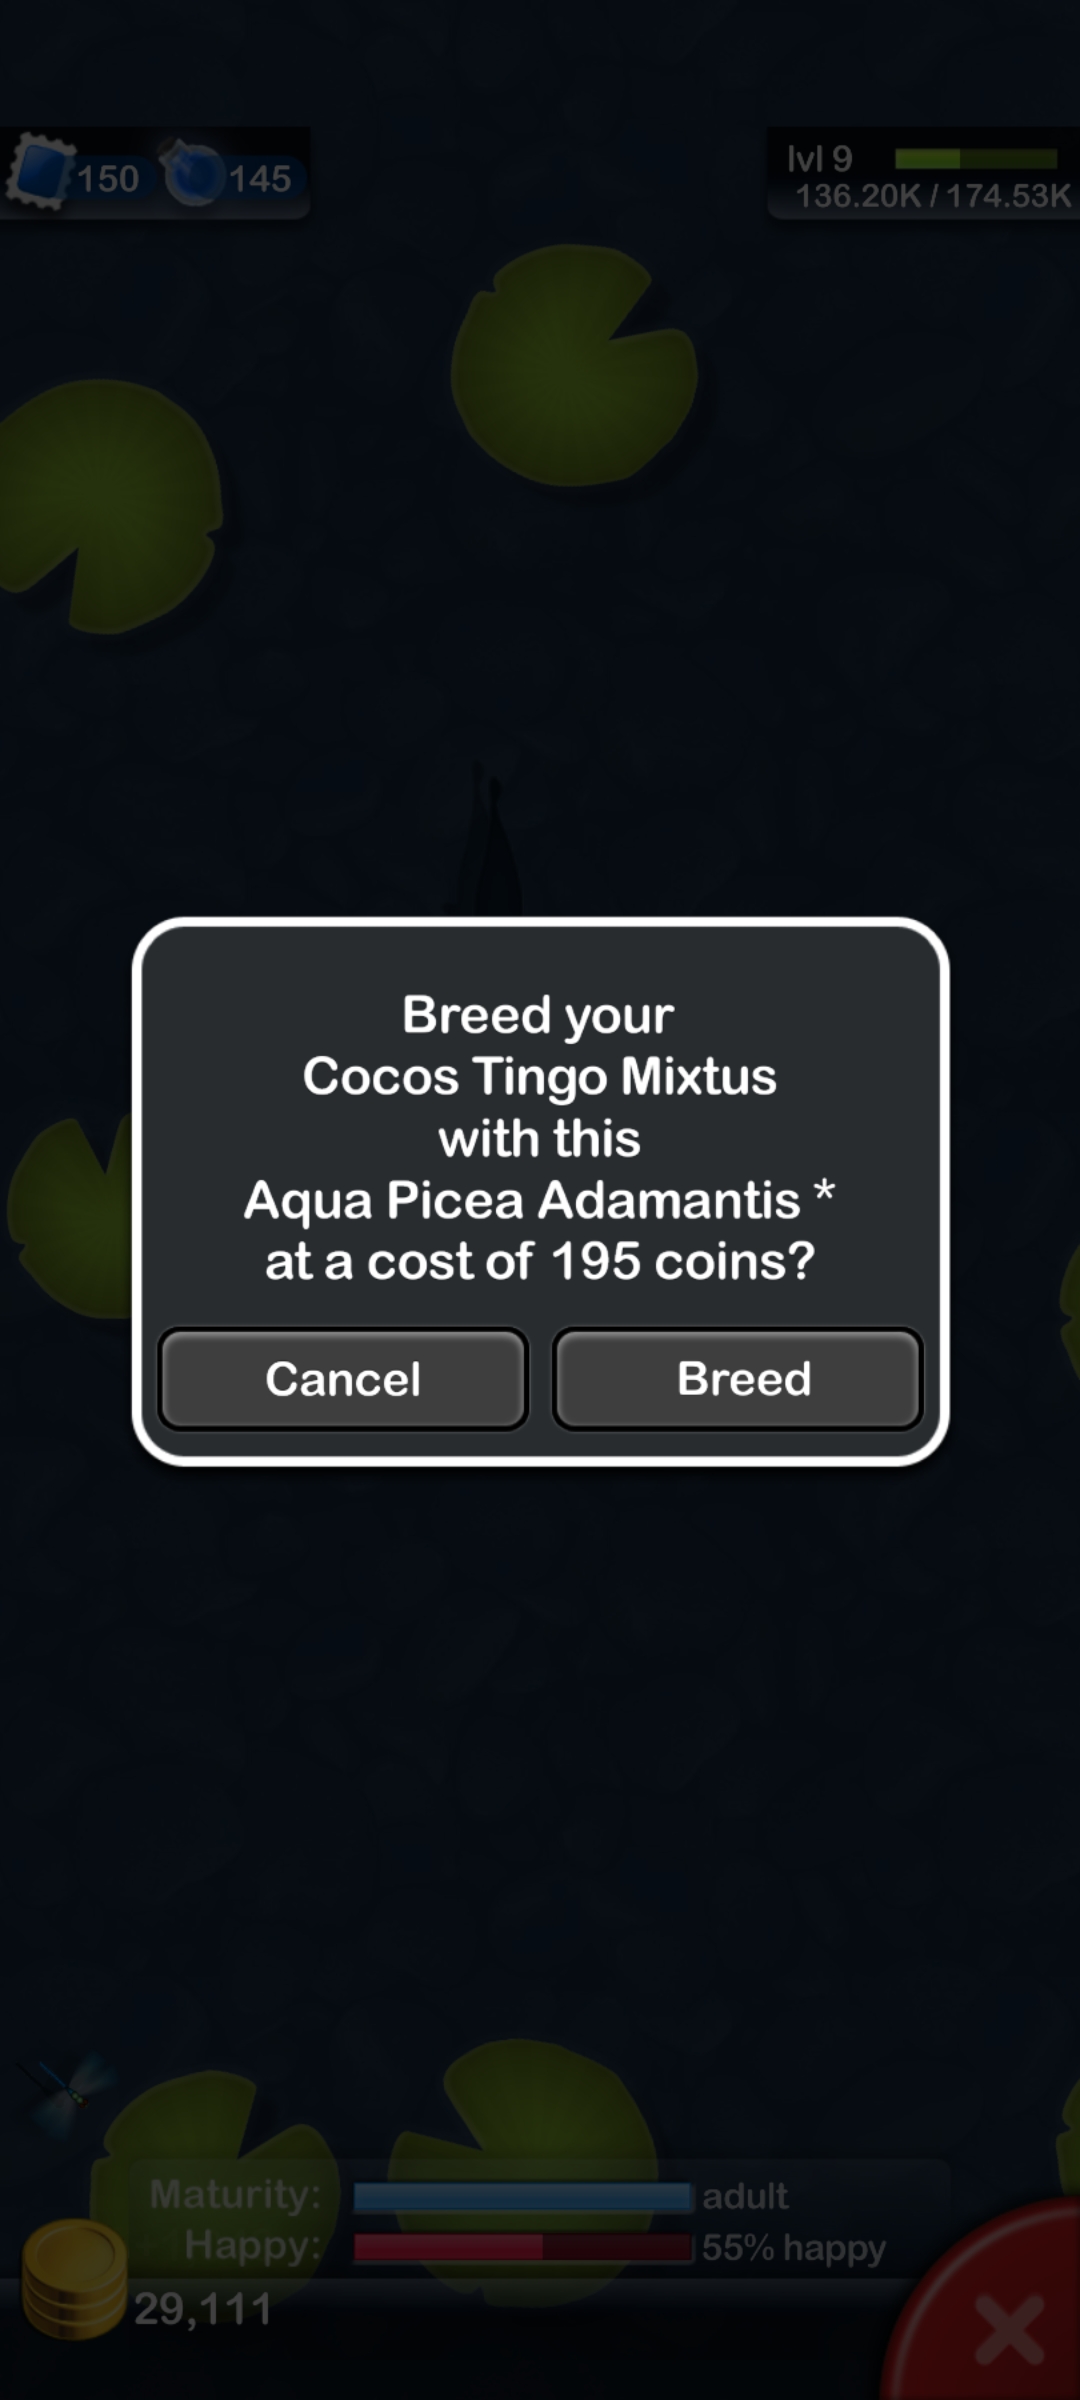 150 145
lvl 9
136.20K / 174.53K
Breed your
Cocos Tingo Mixtus
with this
Aqua Picea Adamantis *
at a cost of 195 coins?
Cancel Breed
Maturity: adult
Happy: 55% happy
29,111